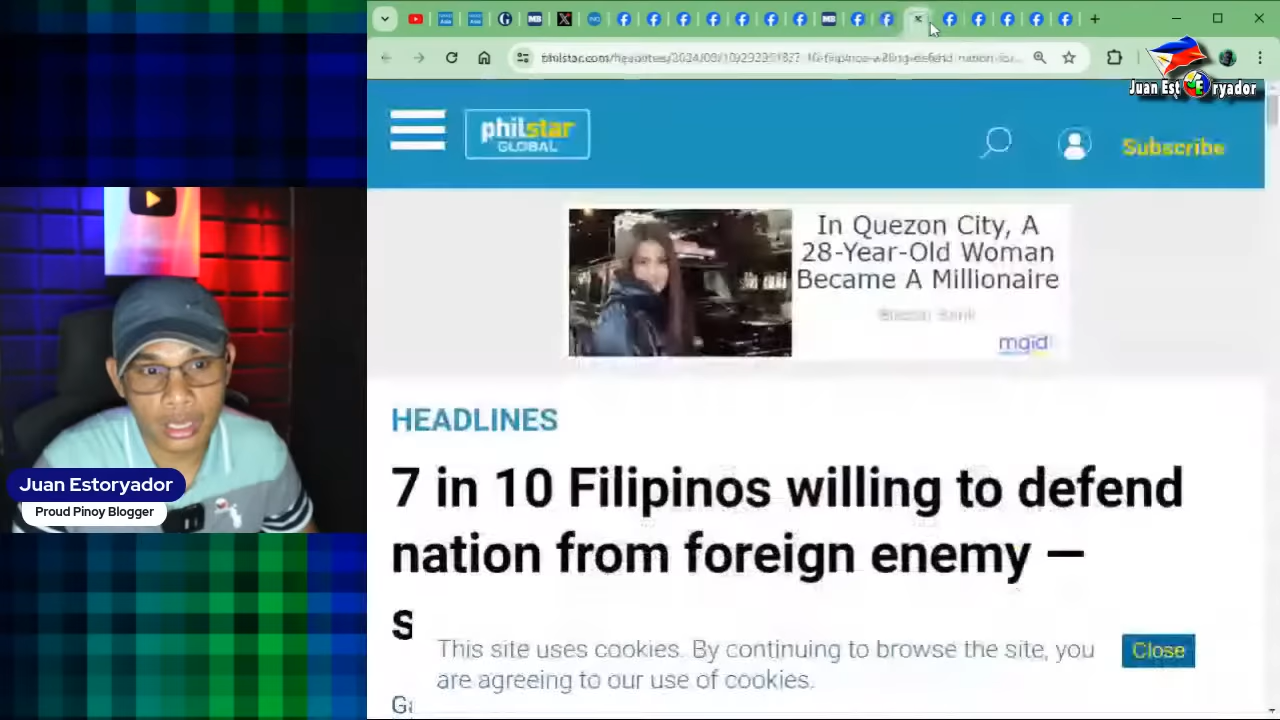 Juan Estoryador
philstar
GLOBAL
Subscribe
In Quezon City, A
28-Year-Old Woman
Became A Millionaire
mgid
HEADLINES
7 in 10 Filipinos willing to defend
nation from foreign enemy —
s
This site uses cookies. By continuing to browse the site, you
are agreeing to our use of cookies.
Close
Ga
Juan Estoryador
Proud Pinoy Blogger